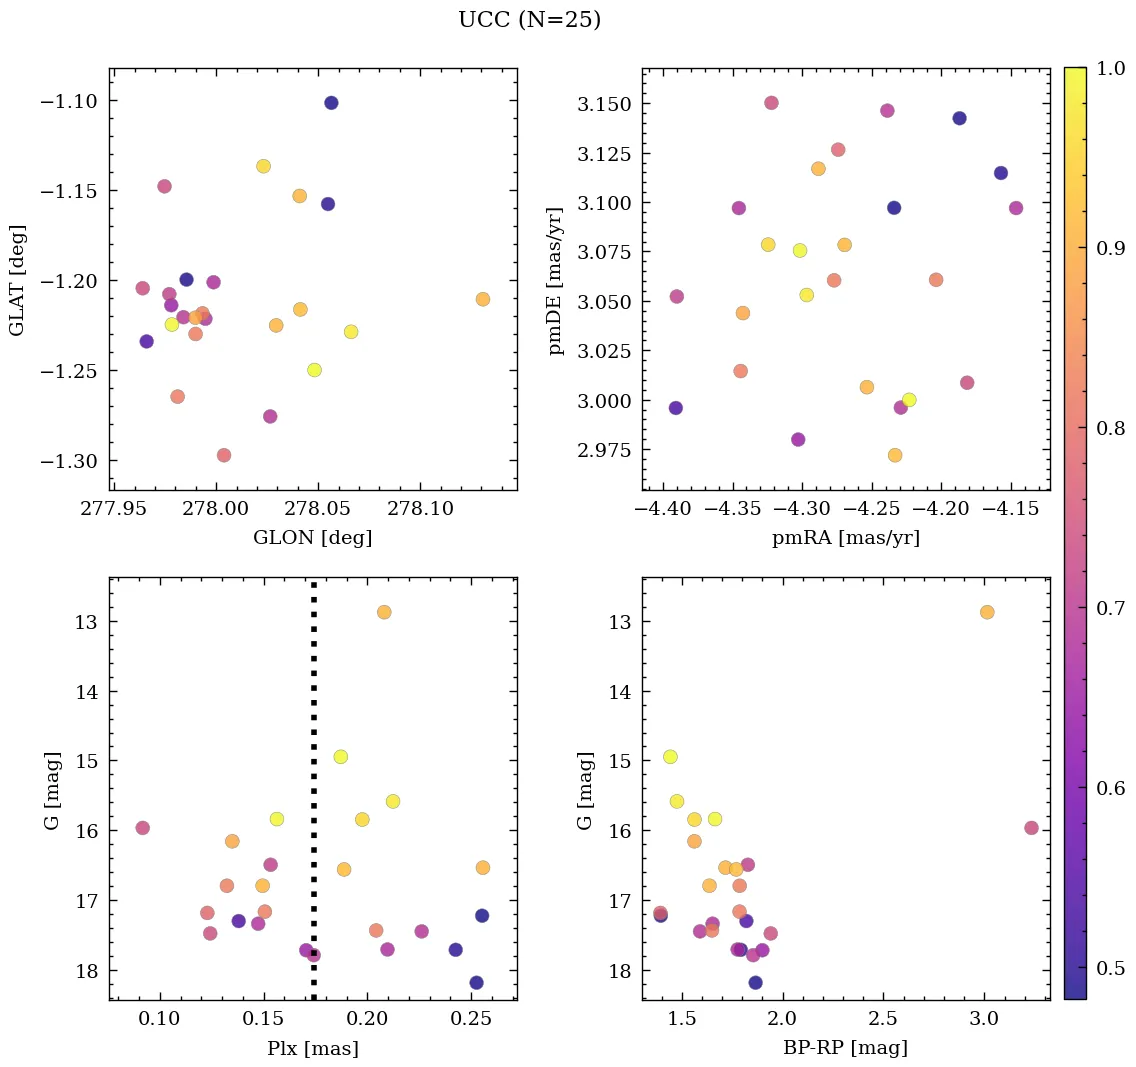 UCC (N=25)
−1.10
−1.15
−1.20
−1.25
−1.30
GLAT [deg]
277.95 278.00 278.05 278.10
GLON [deg]
3.150
3.125
3.100
3.075
3.050
3.025
3.000
2.975
pmDE [mas/yr]
−4.40 −4.35 −4.30 −4.25 −4.20 −4.15
pmRA [mas/yr]
1.0
0.9
0.8
0.7
0.6
0.5
13
14
15
16
17
18
G [mag]
0.10 0.15 0.20 0.25
Plx [mas]
13
14
15
16
17
18
G [mag]
1.5 2.0 2.5 3.0
BP-RP [mag]